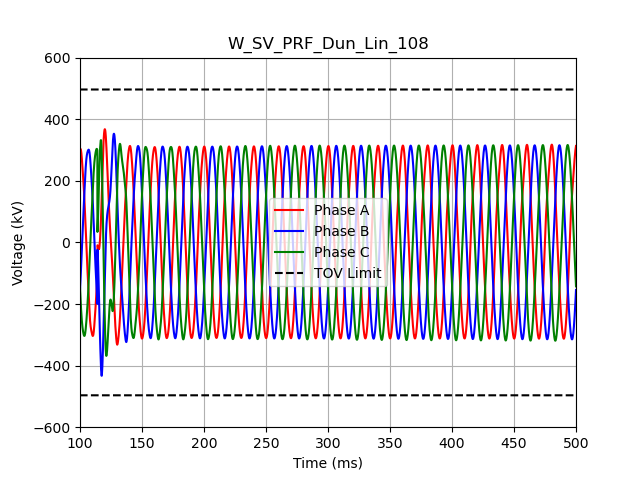 W_SV_PRF_Dun_Lin_108
600
400
200
0
−200
−400
−600
Voltage (kV)
Phase A
Phase B
Phase C
TOV Limit
100 150 200 250 300 350 400 450 500
Time (ms)